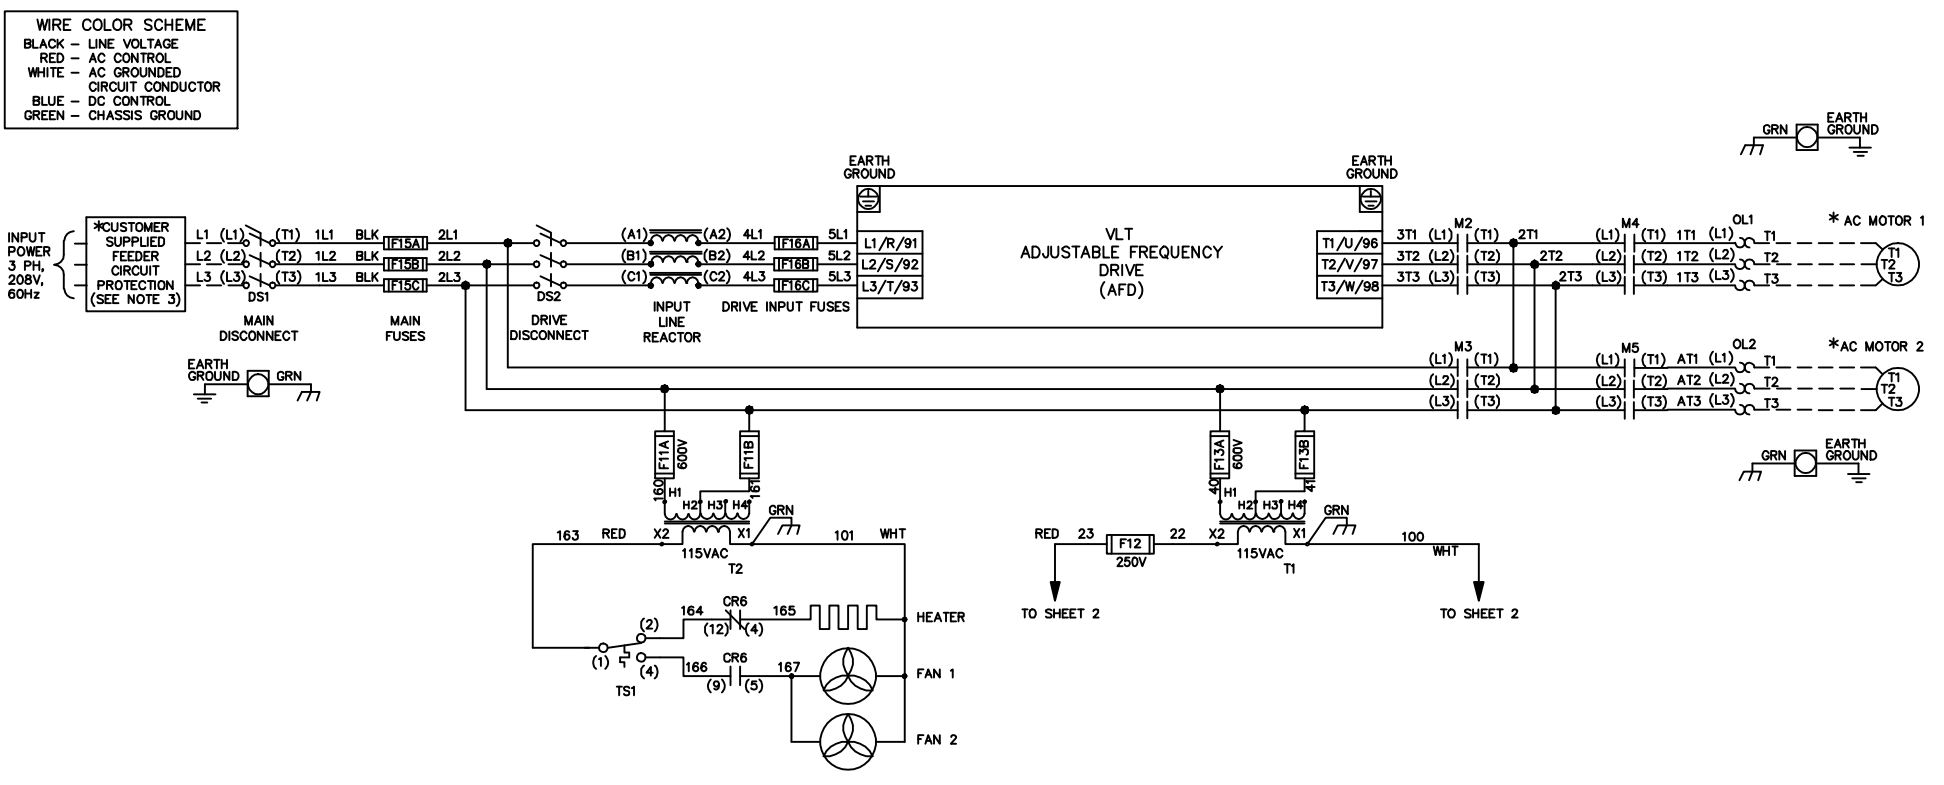 WIRE COLOR SCHEME
BLACK – LINE VOLTAGE
RED – AC CONTROL
WHITE – AC GROUNDED
CIRCUIT CONDUCTOR
BLUE – DC CONTROL
GREEN – CHASSIS GROUND
GRN
EARTH
GROUND
EARTH
GROUND
EARTH
GROUND
INPUT
POWER
3 PH,
208V,
60Hz
*CUSTOMER
SUPPLIED
FEEDER
CIRCUIT
PROTECTION
(SEE NOTE 3)
L1 (L1) (T1) 1L1 BLK F15A 2L1
L2 (L2) (T2) 1L2 BLK F15B 2L2
L3 (L3) (T3) 1L3 BLK F15C 2L3
DS1
MAIN
DISCONNECT
MAIN
FUSES
DS2
DRIVE
DISCONNECT
(A1) (A2) 4L1 F16A 5L1 L1/R/91
(B1) (B2) 4L2 F16B 5L2 L2/S/92
(C1) (C2) 4L3 F16C 5L3 L3/T/93
INPUT
LINE
REACTOR
DRIVE INPUT FUSES
VLT
ADJUSTABLE FREQUENCY
DRIVE
(AFD)
M2 M4 OL1 * AC MOTOR 1
T1/U/96 3T1 (L1) (T1) 2T1 (L1) (T1) 1T1 (L1) T1 T1
T2/V/97 3T2 (L2) (T2) 2T2 (L2) (T2) 1T2 (L2) T2 T2
T3/W/98 3T3 (L3) (T3) 2T3 (L3) (T3) 1T3 (L3) T3 T3
M3 M5 OL2 *AC MOTOR 2
(L1) (T1) (L1) (T1) AT1 (L1) T1 T1
(L2) (T2) (L2) (T2) AT2 (L2) T2 T2
(L3) (T3) (L3) (T3) AT3 (L3) T3 T3
EARTH
GROUND
GRN
GRN
EARTH
GROUND
F11A
600V
F11B
160
161
H1 H2 H3 H4
GRN
163 RED X2 X1 101 WHT
115VAC
T2
F13A
600V
F13B
40
41
H1 H2 H3 H4
GRN
RED 23 F12 22 X2 X1 100
WHT
250V
115VAC
T1
TO SHEET 2
TO SHEET 2
CR6
164 165 HEATER
(2) (12) (4)
(1)
CR6
166 167 FAN 1
(4) (9) (5)
TS1
FAN 2